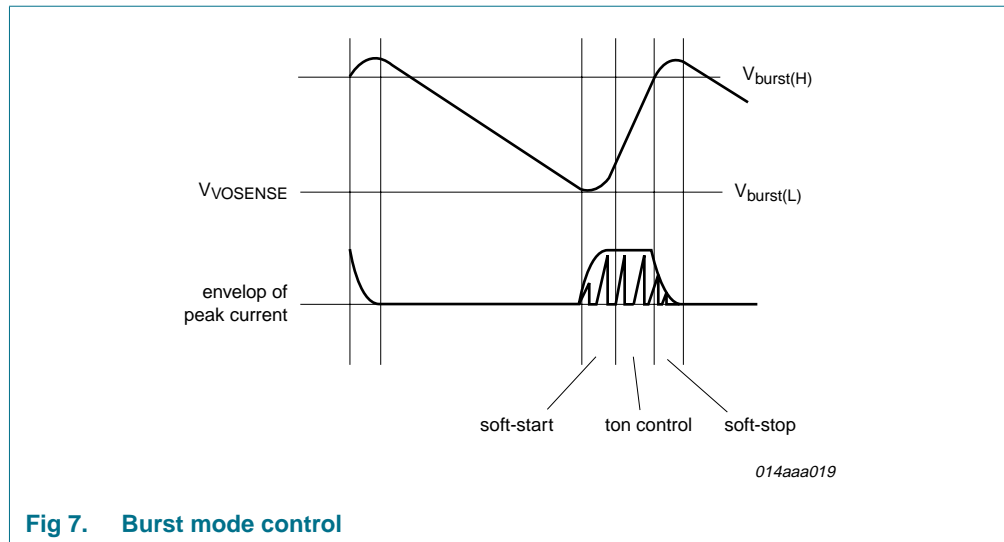 Vburst(H)
VVOSENSE
Vburst(L)
envelop of
peak current
soft-start
ton control
soft-stop
014aaa019
Fig 7. Burst mode control